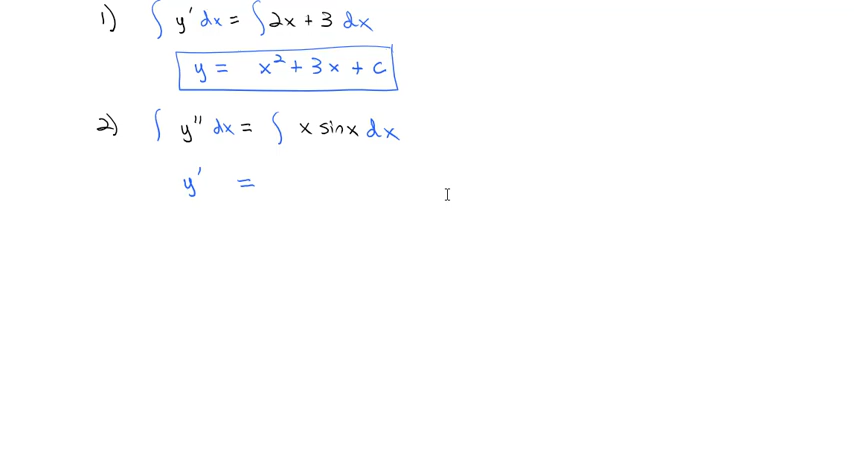 1) ∫ y' dx = ∫ 2x + 3 dx
y = x² + 3x + c
2) ∫ y'' dx = ∫ x sinx dx
y' =